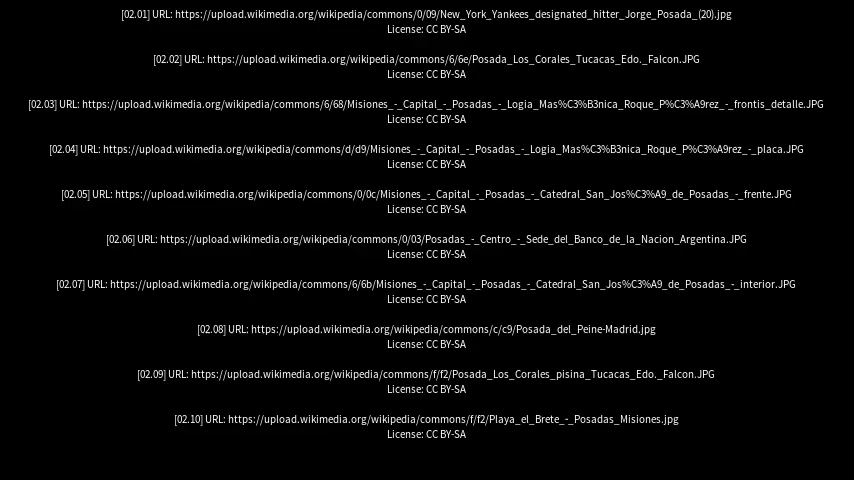 [02.01] URL: https://upload.wikimedia.org/wikipedia/commons/0/09/New_York_Yankees_designated_hitter_Jorge_Posada_(20).jpg
License: CC BY-SA
[02.02] URL: https://upload.wikimedia.org/wikipedia/commons/6/6e/Posada_Los_Corales_Tucacas_Edo._Falcon.JPG
License: CC BY-SA
[02.03] URL: https://upload.wikimedia.org/wikipedia/commons/6/68/Misiones_-_Capital_-_Posadas_-_Logia_Mas%C3%B3nica_Roque_P%C3%A9rez_-_frontis_detalle.JPG
License: CC BY-SA
[02.04] URL: https://upload.wikimedia.org/wikipedia/commons/d/d9/Misiones_-_Capital_-_Posadas_-_Logia_Mas%C3%B3nica_Roque_P%C3%A9rez_-_placa.JPG
License: CC BY-SA
[02.05] URL: https://upload.wikimedia.org/wikipedia/commons/0/0c/Misiones_-_Capital_-_Posadas_-_Catedral_San_Jos%C3%A9_de_Posadas_-_frente.JPG
License: CC BY-SA
[02.06] URL: https://upload.wikimedia.org/wikipedia/commons/0/03/Posadas_-_Centro_-_Sede_del_Banco_de_la_Nacion_Argentina.JPG
License: CC BY-SA
[02.07] URL: https://upload.wikimedia.org/wikipedia/commons/6/6b/Misiones_-_Capital_-_Posadas_-_Catedral_San_Jos%C3%A9_de_Posadas_-_interior.JPG
License: CC BY-SA
[02.08] URL: https://upload.wikimedia.org/wikipedia/commons/c/c9/Posada_del_Peine-Madrid.jpg
License: CC BY-SA
[02.09] URL: https://upload.wikimedia.org/wikipedia/commons/f/f2/Posada_Los_Corales_pisina_Tucacas_Edo._Falcon.JPG
License: CC BY-SA
[02.10] URL: https://upload.wikimedia.org/wikipedia/commons/f/f2/Playa_el_Brete_-_Posadas_Misiones.jpg
License: CC BY-SA